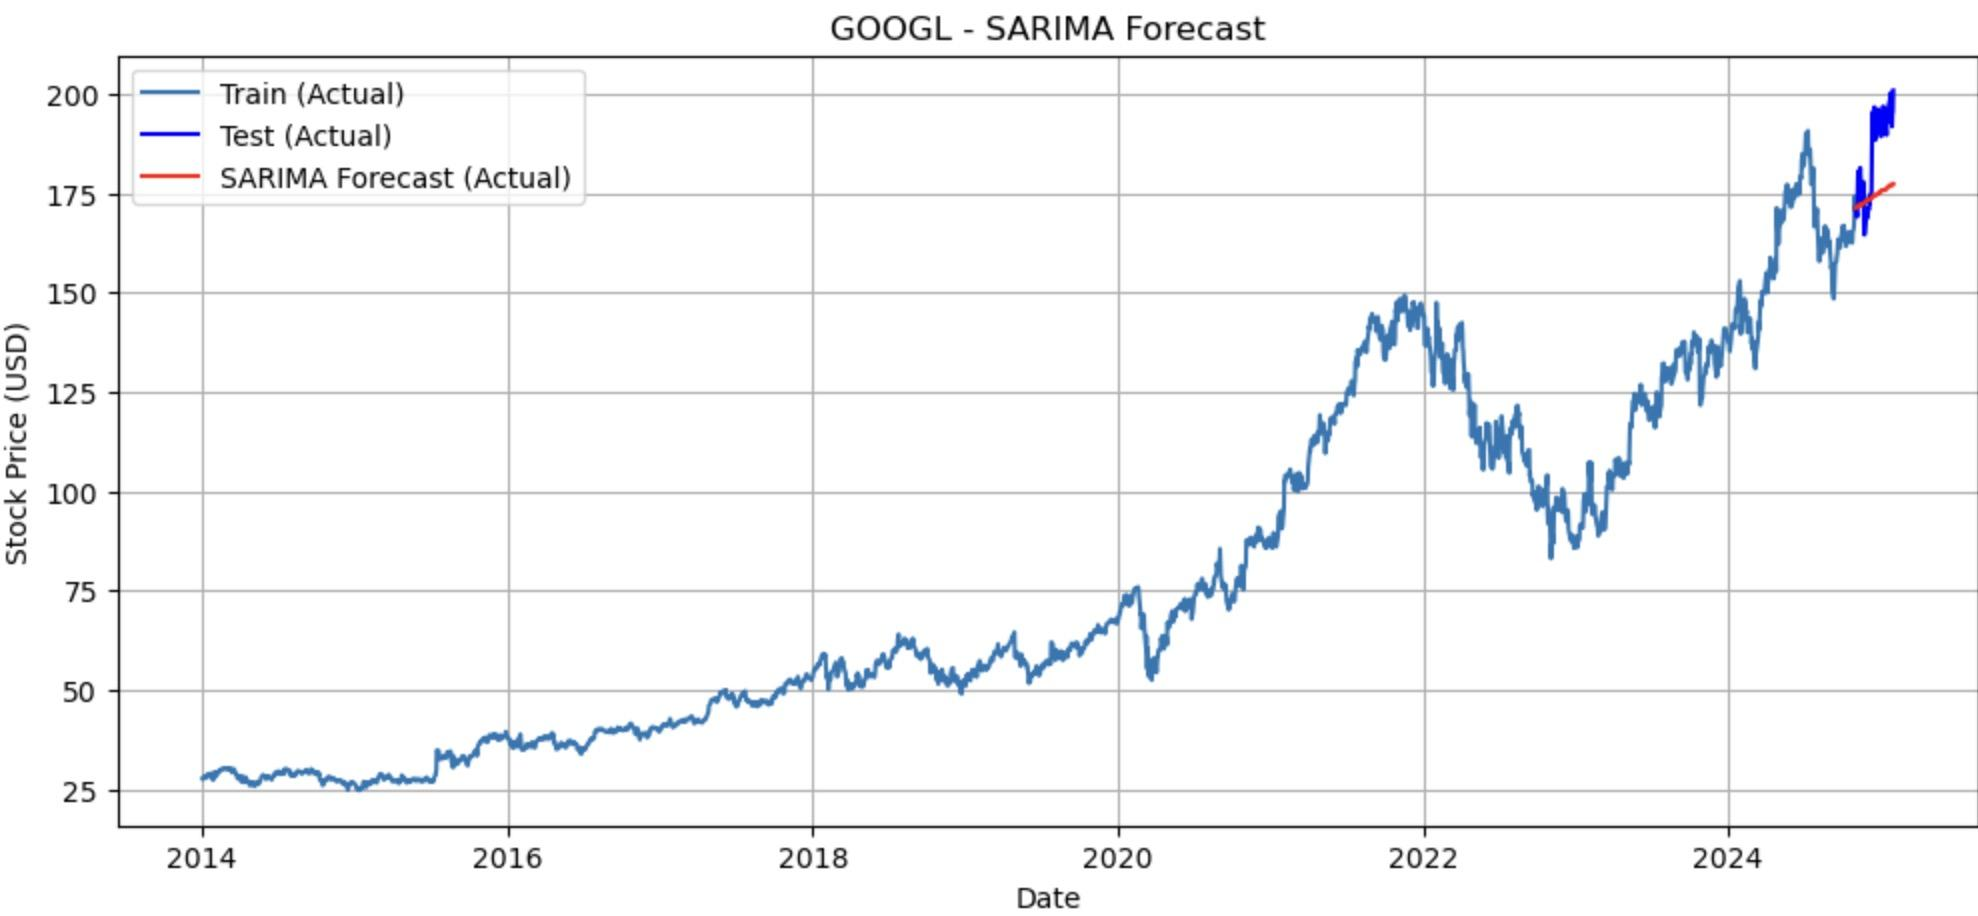 GOOGL - SARIMA Forecast
Train (Actual)
Test (Actual)
SARIMA Forecast (Actual)
200
175
150
125
100
75
50
25
Stock Price (USD)
2014 2016 2018 2020 2022 2024
Date